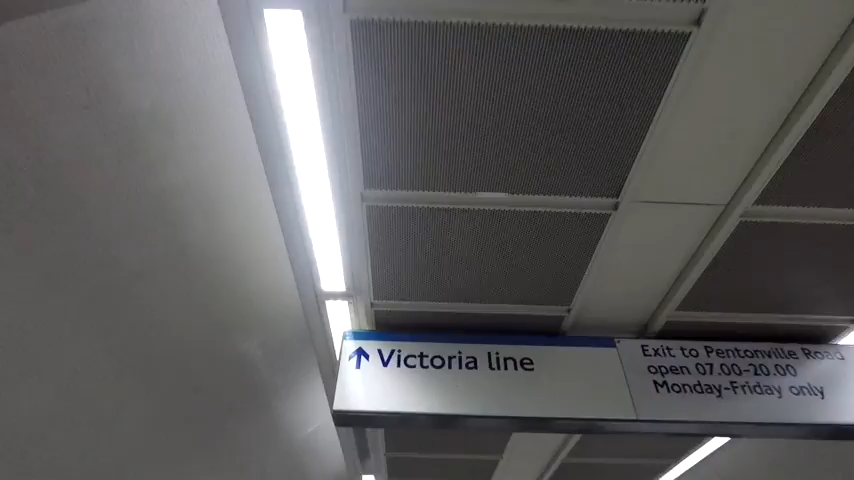 Victoria line
Exit to Pentonville Road
open 07.00-20.00
Monday-Friday only